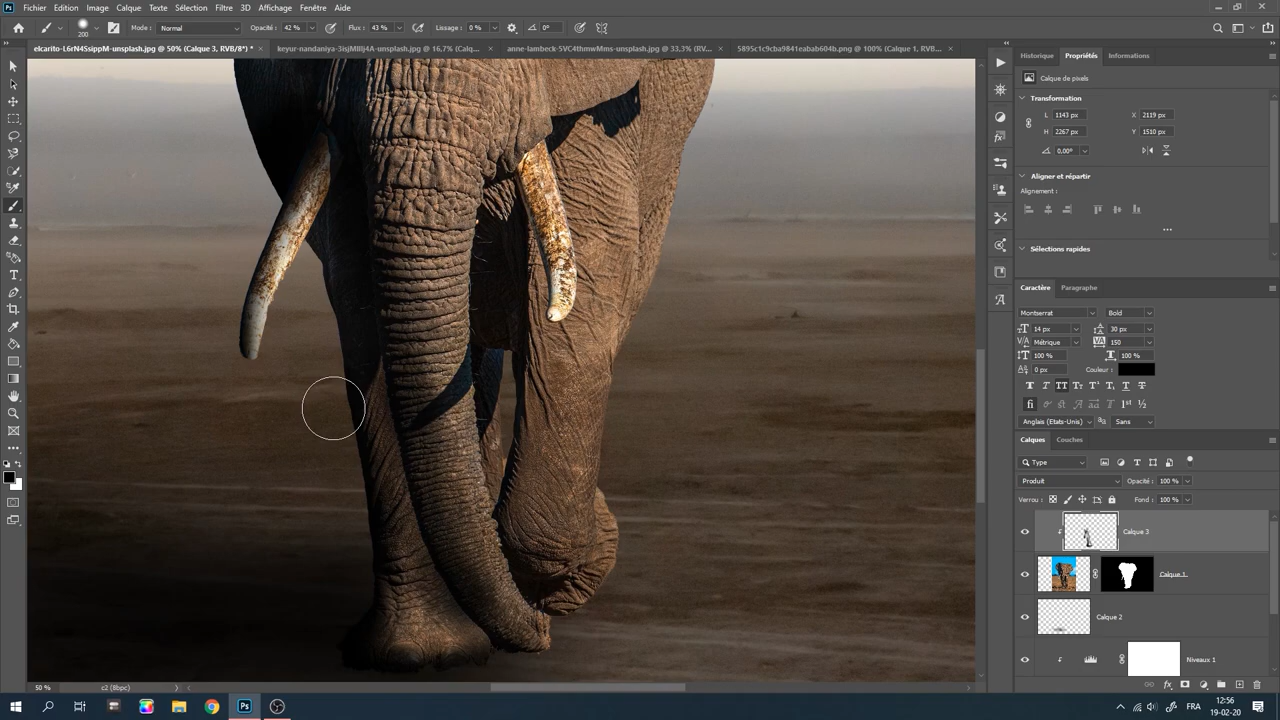 Fichier Edition Image Calque Texte Sélection Filtre 3D Affichage Fenêtre Aide
200 Mode : Normal Opacité : 42 % Flux : 43 % Lissage : 0 % 0°
elcarito-L6rN4SsippM-unsplash.jpg @ 50% (Calque 3, RVB/8*) * keyur-nandaniya-3isjMIIIj4A-unsplash.jpg @ 16,7% (Calq... anne-lambeck-5VC4thmwMms-unsplash.jpg @ 33,3% (RV... 5895c1c9cba9841eabab604b.png @ 100% (Calque 1, RVB...
Historique Propriétés Informations
Calque de pixels
Transformation
L 1143 px X 2119 px
H 2267 px Y 1510 px
0,00°
Aligner et répartir
Alignement :
Sélections rapides
Caractère Paragraphe
Montserrat Bold
14 px 30 px
Métrique 150
100 % 100 %
0 px Couleur :
Anglais (Etats-Unis) Sans
Calques Couches
Type
Produit Opacité : 100 %
Verrou : Fond : 100 %
Calque 3
Calque 1
Calque 2
Niveaux 1
50 % c2 (8bpc)
FRA 12:56
19-02-20